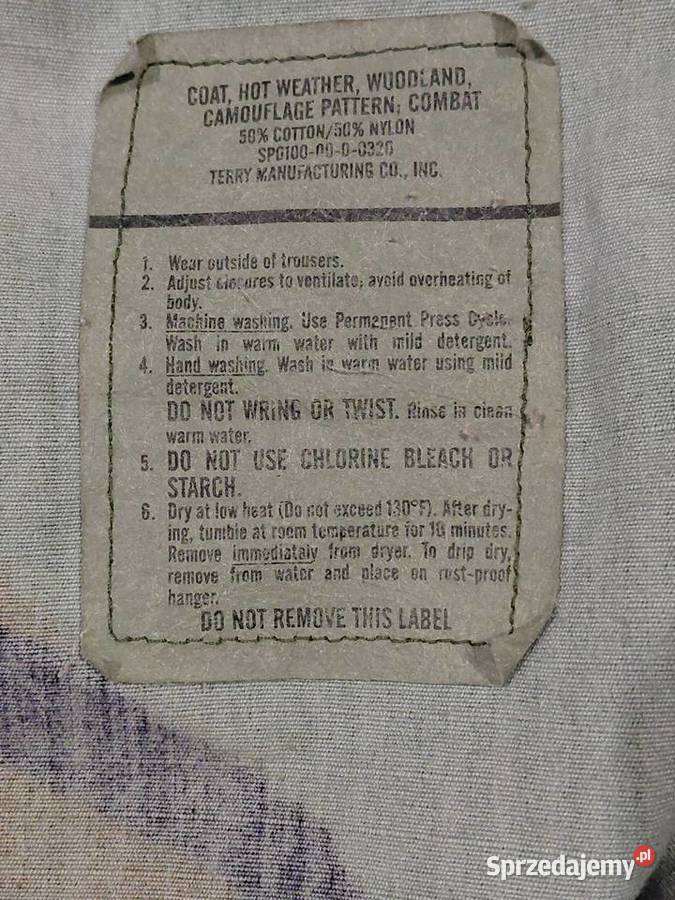 COAT, HOT WEATHER, WOODLAND,
CAMOUFLAGE PATTERN: COMBAT
50% COTTON/50% NYLON
SPO100-00-D-0320
TERRY MANUFACTURING CO., INC.
1. Wear outside of trousers.
2. Adjust closures to ventilate, avoid overheating of
body.
3. Machine washing. Use Permanent Press Cycle.
Wash in warm water with mild detergent.
4. Hand washing. Wash in warm water using mild
detergent.
DO NOT WRING OR TWIST. Rinse in clean
warm water.
5. DO NOT USE CHLORINE BLEACH OR
STARCH.
6. Dry at low heat (Do not exceed 130°F). After dry-
ing, tumble at room temperature for 10 minutes.
Remove immediately from dryer. To drip dry,
remove from water and place on rust-proof
hanger.
DO NOT REMOVE THIS LABEL
Sprzedajemy.pl